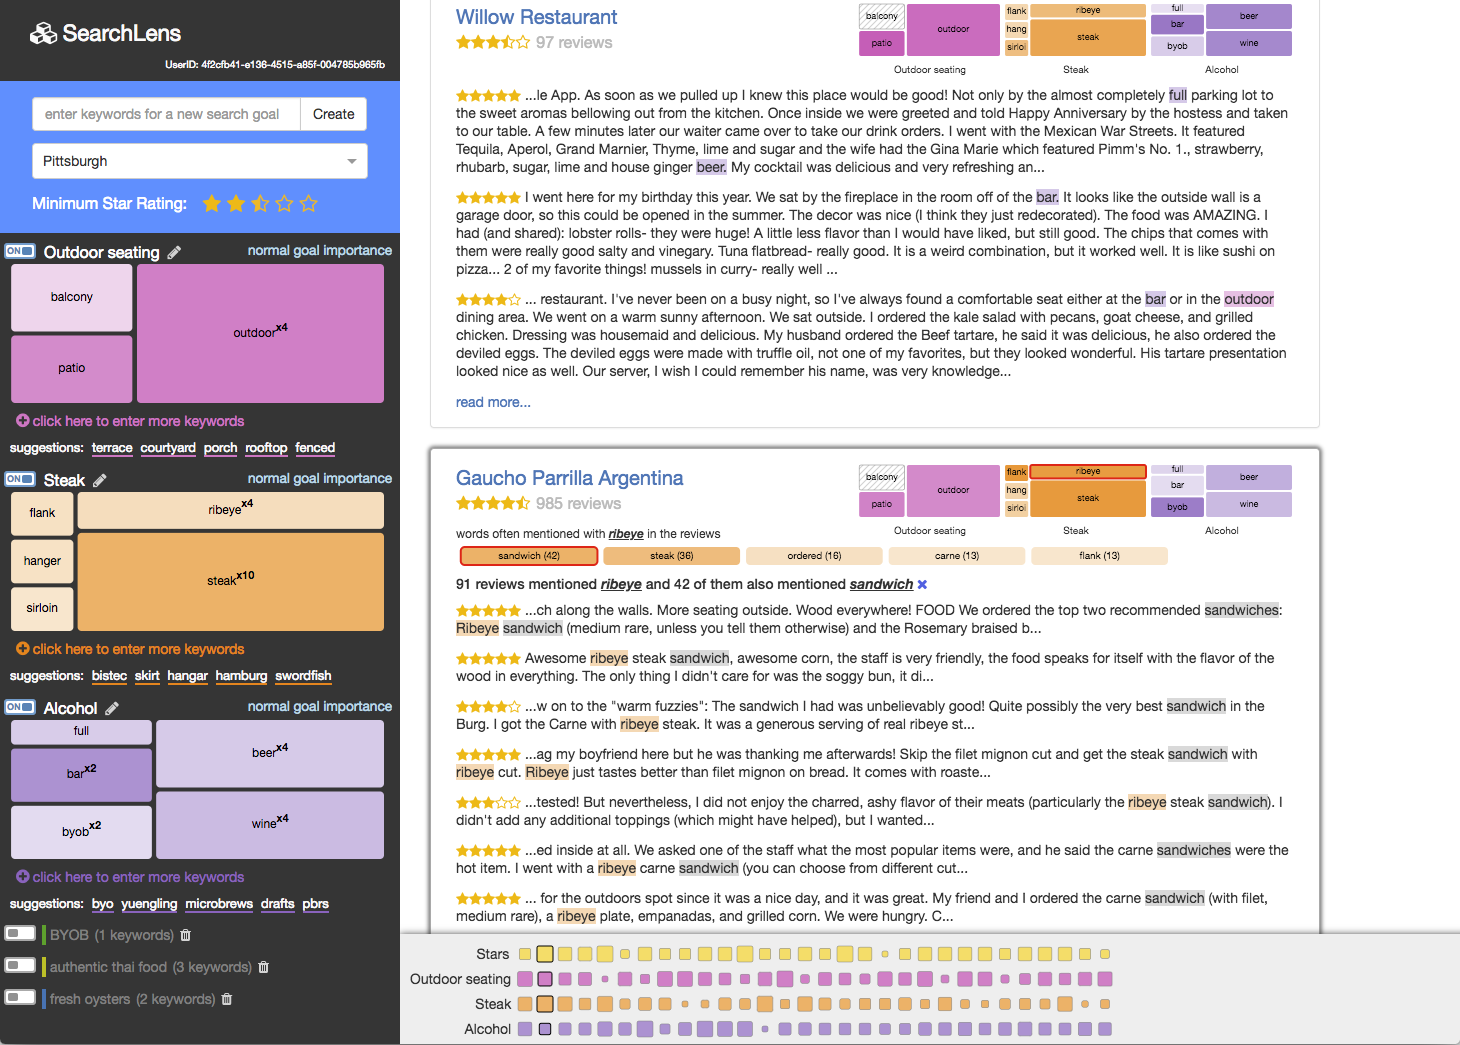 SearchLens
UserID: 4f2cfb41-e136-4515-a85f-004785b965fb
enter keywords for a new search goal
Create
Pittsburgh
Minimum Star Rating:
ON
Outdoor seating
normal goal importance
balcony
patio
outdoorx4
click here to enter more keywords
suggestions: terrace courtyard porch rooftop fenced
ON
Steak
normal goal importance
flank
hanger
sirloin
ribeyex4
steakx10
click here to enter more keywords
suggestions: bistec skirt hangar hamburg swordfish
ON
Alcohol
normal goal importance
full
barx2
byobx2
beerx4
winex4
click here to enter more keywords
suggestions: byo yuengling microbrews drafts pbrs
BYOB (1 keywords)
authentic thai food (3 keywords)
fresh oysters (2 keywords)
Willow Restaurant
97 reviews
balcony
patio
outdoor
Outdoor seating
flank
hang
sirloi
ribeye
steak
Steak
full
bar
byob
beer
wine
Alcohol
...le App. As soon as we pulled up I knew this place would be good! Not only by the almost completely full parking lot to
the sweet aromas bellowing out from the kitchen. Once inside we were greeted and told Happy Anniversary by the hostess and taken
to our table. A few minutes later our waiter came over to take our drink orders. I went with the Mexican War Streets. It featured
Tequila, Aperol, Grand Marnier, Thyme, lime and sugar and the wife had the Gina Marie which featured Pimm's No. 1., strawberry,
rhubarb, sugar, lime and house ginger beer. My cocktail was delicious and very refreshing an...
I went here for my birthday this year. We sat by the fireplace in the room off of the bar. It looks like the outside wall is a
garage door, so this could be opened in the summer. The decor was nice (I think they just redecorated). The food was AMAZING. I
had (and shared): lobster rolls- they were huge! A little less flavor than I would have liked, but still good. The chips that comes with
them were really good salty and vinegary. Tuna flatbread- really good. It is a weird combination, but it worked well. It is like sushi on
pizza... 2 of my favorite things! mussels in curry- really well ...
... restaurant. I've never been on a busy night, so I've always found a comfortable seat either at the bar or in the outdoor
dining area. We went on a warm sunny afternoon. We sat outside. I ordered the kale salad with pecans, goat cheese, and grilled
chicken. Dressing was housemaid and delicious. My husband ordered the Beef tartare, he said it was delicious, he also ordered the
deviled eggs. The deviled eggs were made with truffle oil, not one of my favorites, but they looked wonderful. His tartare presentation
looked nice as well. Our server, I wish I could remember his name, was very knowledge...
read more...
Gaucho Parrilla Argentina
985 reviews
balcony
patio
outdoor
Outdoor seating
flank
hang
sirloi
ribeye
steak
Steak
full
bar
byob
beer
wine
Alcohol
words often mentioned with ribeye in the reviews
sandwich (42)
steak (36)
ordered (16)
carne (13)
flank (13)
91 reviews mentioned ribeye and 42 of them also mentioned sandwich
...ch along the walls. More seating outside. Wood everywhere! FOOD We ordered the top two recommended sandwiches:
Ribeye sandwich (medium rare, unless you tell them otherwise) and the Rosemary braised b...
Awesome ribeye steak sandwich, awesome corn, the staff is very friendly, the food speaks for itself with the flavor of the
wood in everything. The only thing I didn't care for was the soggy bun, it di...
...w on to the "warm fuzzies": The sandwich I had was unbelievably good! Quite possibly the very best sandwich in the
Burg. I got the Carne with ribeye steak. It was a generous serving of real ribeye st...
...ag my boyfriend here but he was thanking me afterwards! Skip the filet mignon cut and get the steak sandwich with
ribeye cut. Ribeye just tastes better than filet mignon on bread. It comes with roaste...
...tested! But nevertheless, I did not enjoy the charred, ashy flavor of their meats (particularly the ribeye steak sandwich). I
didn't add any additional toppings (which might have helped), but I wanted...
...ed inside at all. We asked one of the staff what the most popular items were, and he said the carne sandwiches were the
hot item. I went with a ribeye carne sandwich (you can choose from different cut...
... for the outdoors spot since it was a nice day, and it was great. My friend and I ordered the carne sandwich (with filet,
medium rare), a ribeye plate, empanadas, and grilled corn. We were hungry. C...
Stars
Outdoor seating
Steak
Alcohol